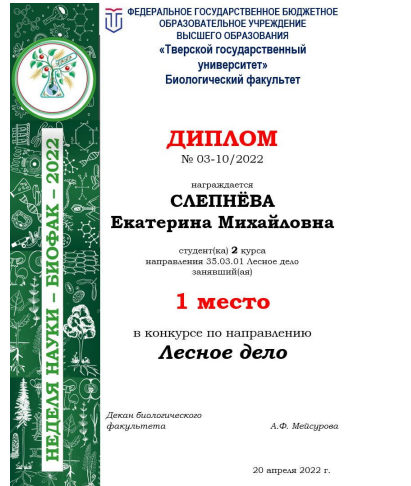 ФЕДЕРАЛЬНОЕ ГОСУДАРСТВЕННОЕ БЮДЖЕТНОЕ
ОБРАЗОВАТЕЛЬНОЕ УЧРЕЖДЕНИЕ
ВЫСШЕГО ОБРАЗОВАНИЯ
«Тверской государственный
университет»
Биологический факультет
НЕДЕЛЯ НАУКИ – БИОФАК – 2022
ДИПЛОМ
№ 03-10/2022
награждается
СЛЕПНЁВА
Екатерина Михайловна
студент(ка) 2 курса
направления 35.03.01 Лесное дело
занявший(ая)
1 место
в конкурсе по направлению
Лесное дело
Декан биологического
факультета А.Ф. Мейсурова
20 апреля 2022 г.